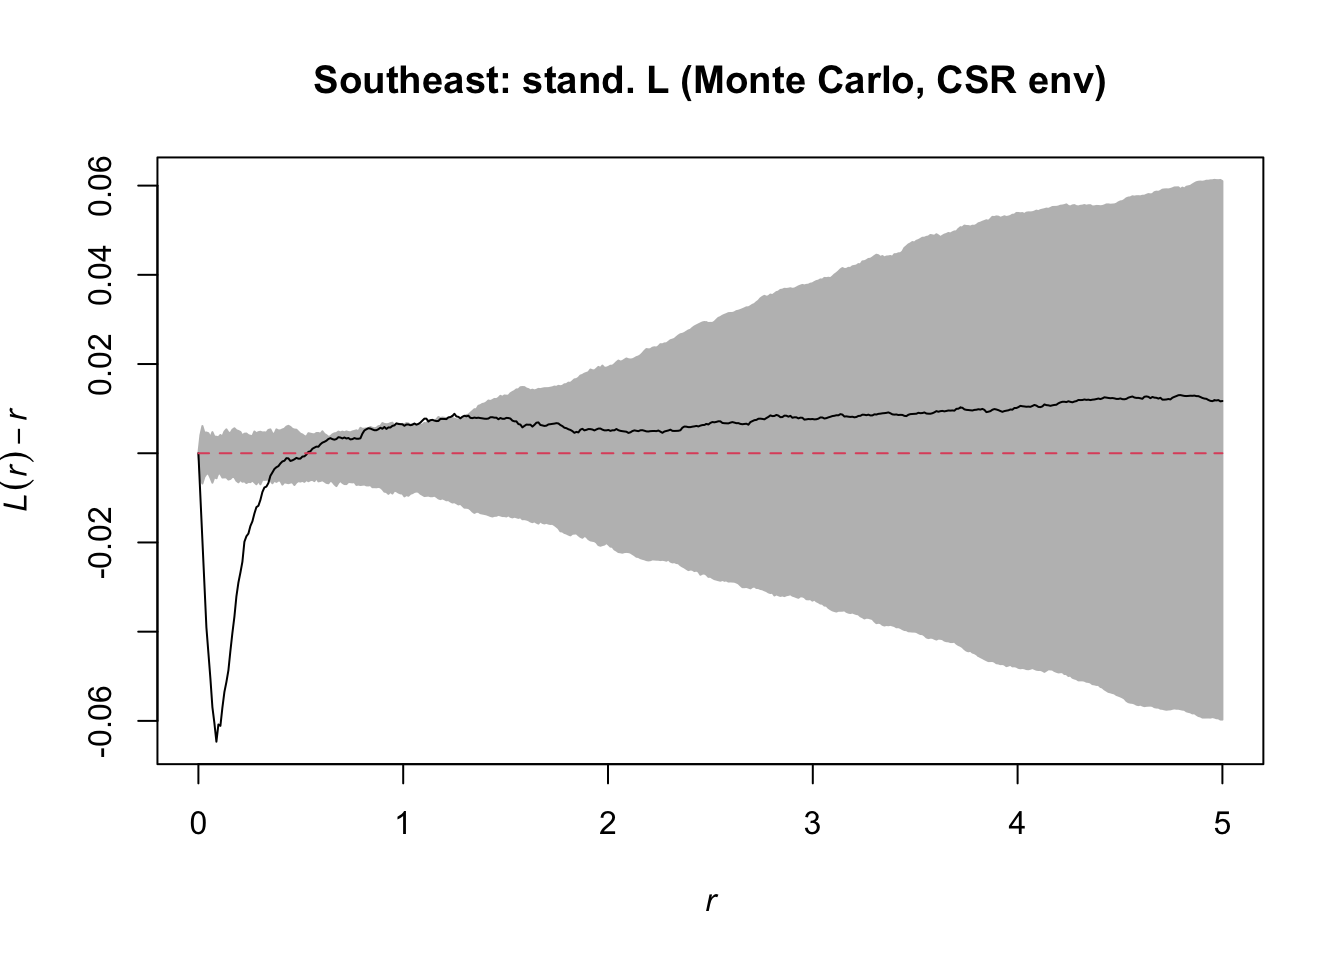 Southeast: stand. L (Monte Carlo, CSR env)
L(r) − r
0.06
0.04
0.02
-0.02
-0.06
0 1 2 3 4 5
r